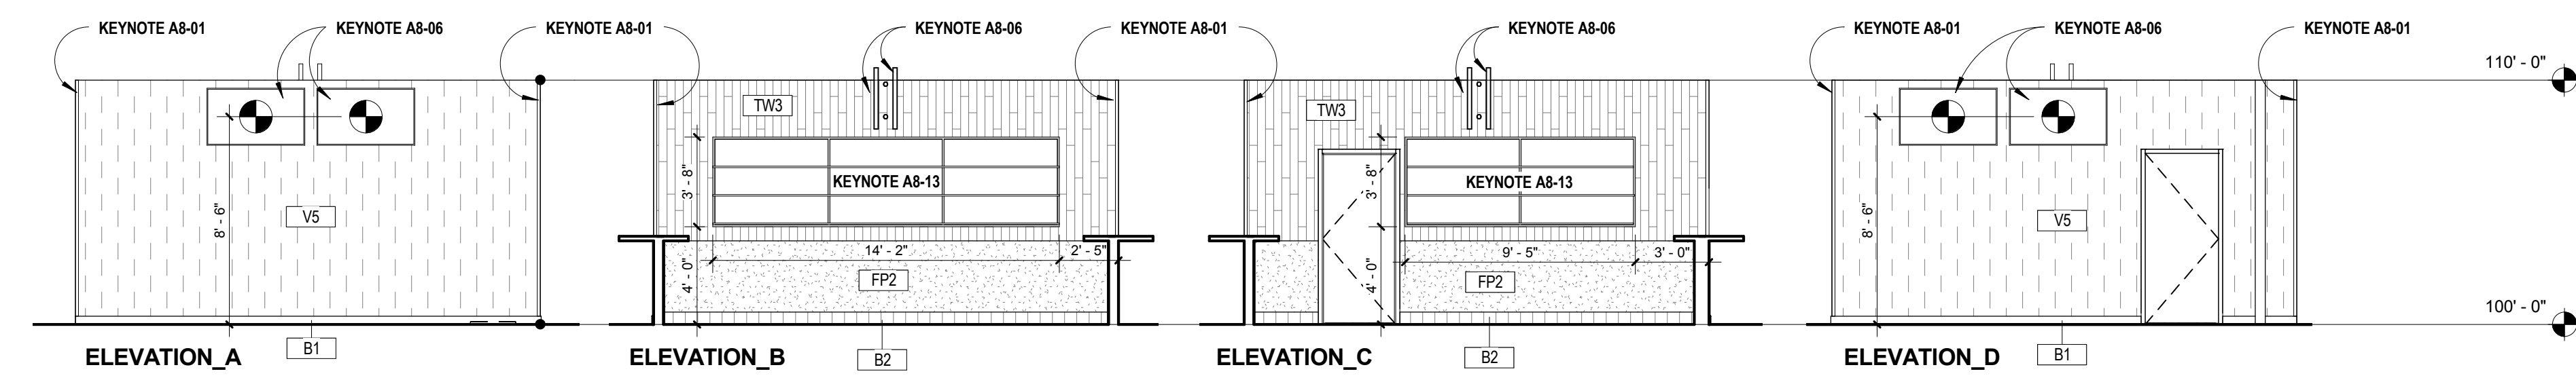 KEYNOTE A8-01
KEYNOTE A8-06
KEYNOTE A8-01
KEYNOTE A8-06
KEYNOTE A8-01
KEYNOTE A8-06
KEYNOTE A8-01
KEYNOTE A8-06
KEYNOTE A8-01
110' - 0"
TW3
TW3
3' - 8"
KEYNOTE A8-13
3' - 8"
KEYNOTE A8-13
8' - 6"
V5
8' - 6"
V5
14' - 2"
2' - 5"
9' - 5"
3' - 0"
4' - 0"
FP2
4' - 0"
FP2
100' - 0"
ELEVATION_A
B1
ELEVATION_B
B2
ELEVATION_C
B2
ELEVATION_D
B1